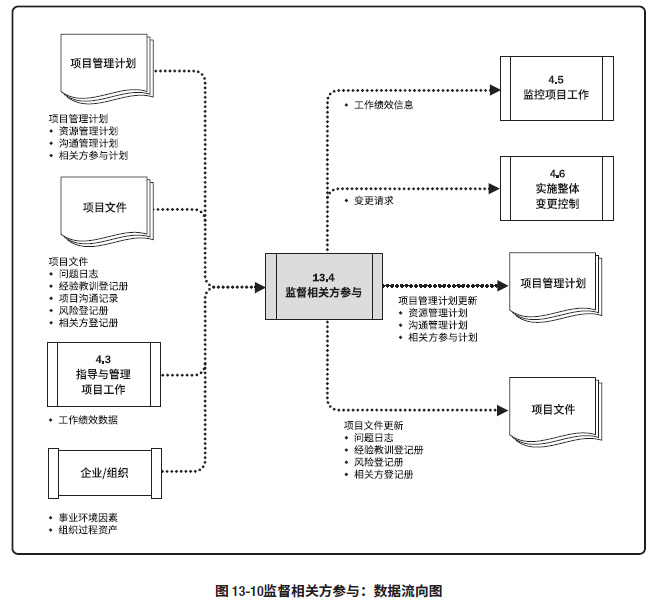 项目管理计划
项目管理计划
• 资源管理计划
• 沟通管理计划
• 相关方参与计划
项目文件
项目文件
• 问题日志
• 经验教训登记册
• 项目沟通记录
• 风险登记册
• 相关方登记册
4.3
指导与管理
项目工作
• 工作绩效数据
企业/组织
• 事业环境因素
• 组织过程资产
13.4
监督相关方参与
• 工作绩效信息
4.5
监控项目工作
• 变更请求
4.6
实施整体
变更控制
项目管理计划更新
• 资源管理计划
• 沟通管理计划
• 相关方参与计划
项目管理计划
项目文件更新
• 问题日志
• 经验教训登记册
• 风险登记册
• 相关方登记册
项目文件
图 13-10监督相关方参与：数据流向图